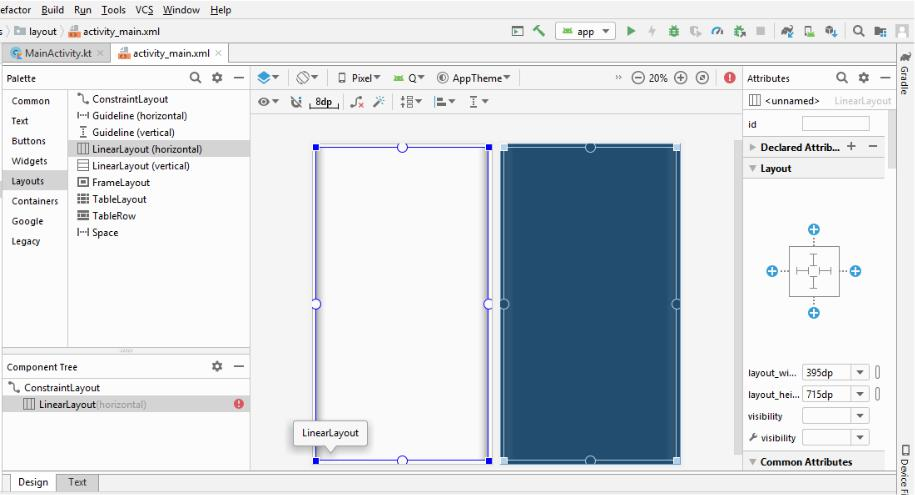 efactor Build Run Tools VCS Window Help
s layout activity_main.xml app
MainActivity.kt activity_main.xml
Palette
Pixel Q AppTheme 20%
Attributes
Gradle
Common
Text
Buttons
Widgets
Layouts
Containers
Google
Legacy
ConstraintLayout
Guideline (horizontal)
Guideline (vertical)
LinearLayout (horizontal)
LinearLayout (vertical)
FrameLayout
TableLayout
TableRow
Space
8dp
<unnamed> LinearLayout
id
Declared Attrib...
Layout
layout_wi... 395dp
layout_hei... 715dp
visibility
visibility
Common Attributes
Component Tree
ConstraintLayout
LinearLayout(horizontal)
LinearLayout
Design Text
Device Fi